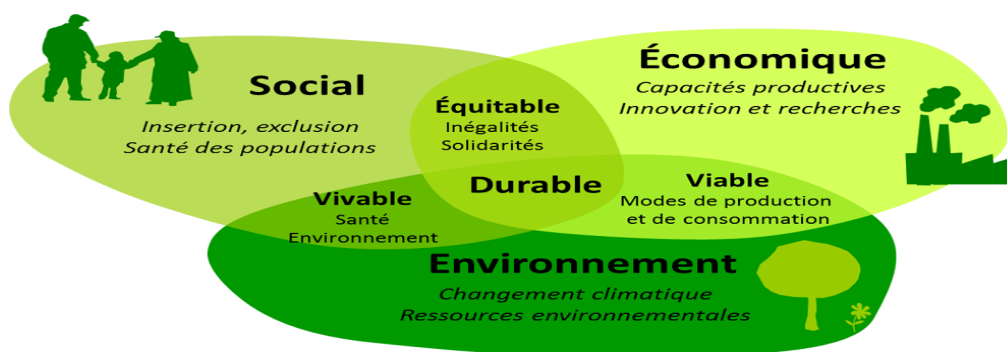 Social
Insertion, exclusion
Santé des populations
Économique
Capacités productives
Innovation et recherches
Équitable
Inégalités
Solidarités
Durable
Vivable
Santé
Environnement
Viable
Modes de production
et de consommation
Environnement
Changement climatique
Ressources environnementales